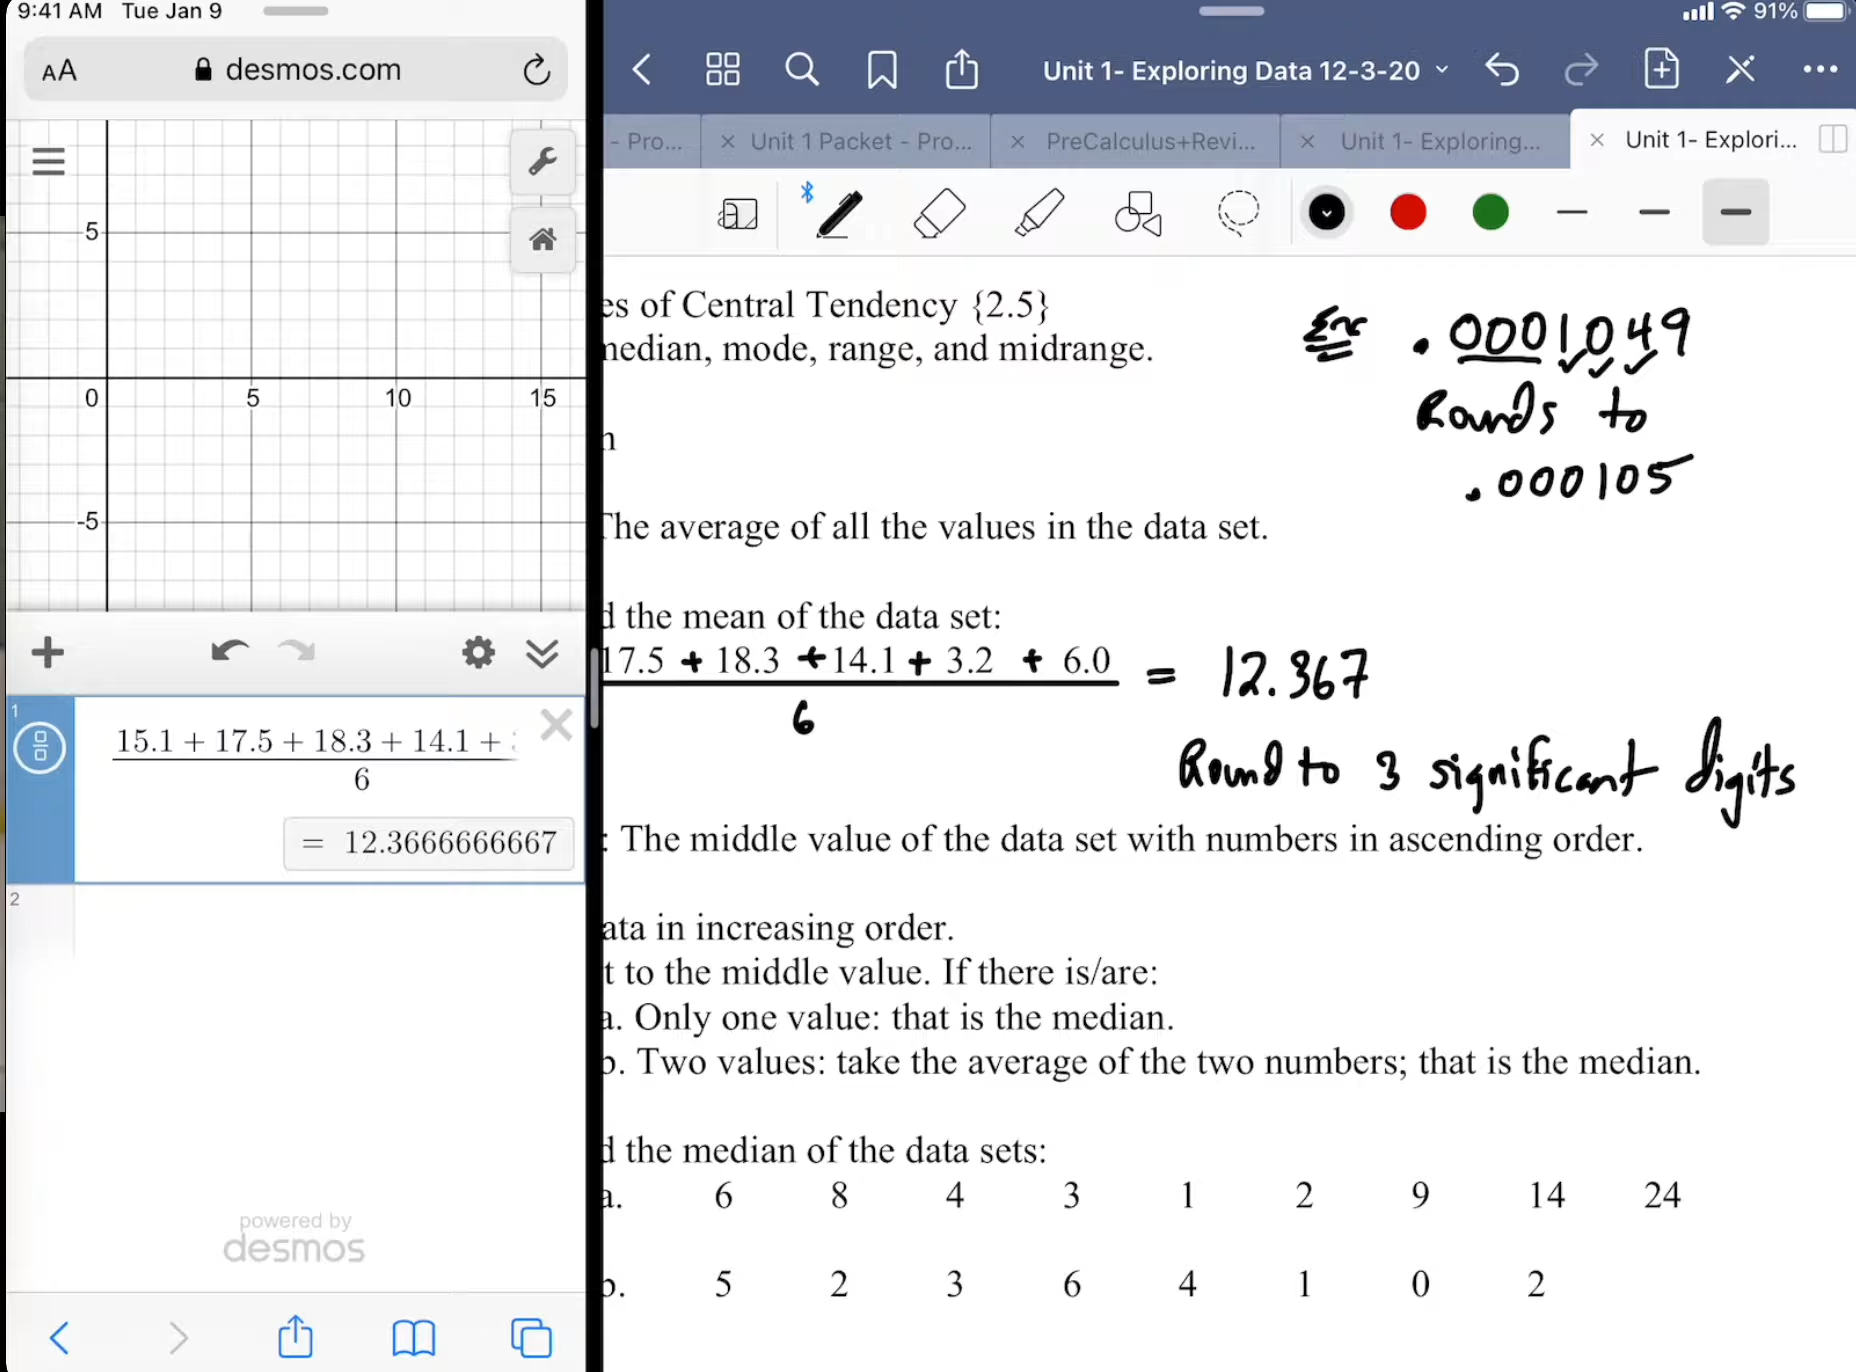 9:41 AM Tue Jan 9
91%
AA desmos.com
Unit 1- Exploring Data 12-3-20
- Pro...
Unit 1 Packet - Pro...
PreCalculus+Revi...
Unit 1- Exploring...
Unit 1- Explori...
5
0 5 10 15
-5
es of Central Tendency {2.5}
median, mode, range, and midrange.
.0001049
Rounds to
.000105
n
The average of all the values in the data set.
d the mean of the data set:
17.5 + 18.3 + 14.1 + 3.2 + 6.0 = 12.367
6
Round to 3 significant digits
1
15.1 + 17.5 + 18.3 + 14.1 +
6
= 12.3666666667
2
: The middle value of the data set with numbers in ascending order.
ata in increasing order.
t to the middle value. If there is/are:
a. Only one value: that is the median.
b. Two values: take the average of the two numbers; that is the median.
d the median of the data sets:
a. 6 8 4 3 1 2 9 14 24
b. 5 2 3 6 4 1 0 2
powered by
desmos